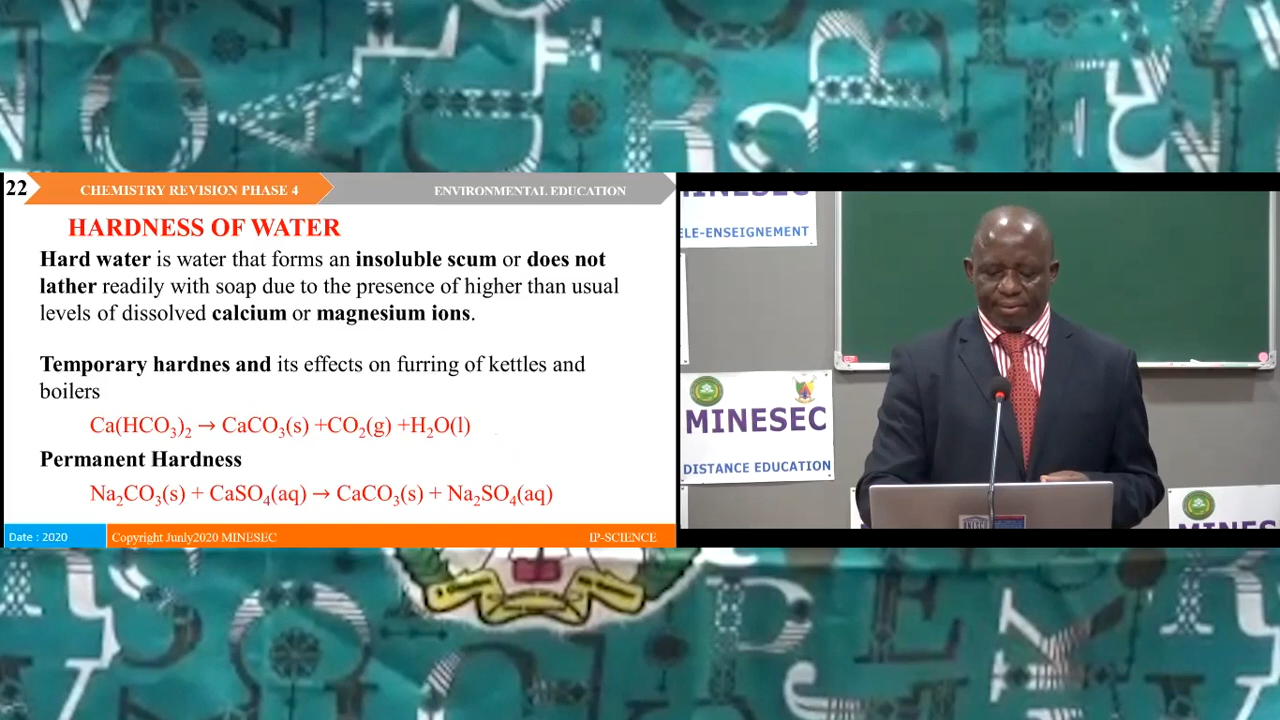 22
CHEMISTRY REVISION PHASE 4
ENVIRONMENTAL EDUCATION
HARDNESS OF WATER
Hard water is water that forms an insoluble scum or does not
lather readily with soap due to the presence of higher than usual
levels of dissolved calcium or magnesium ions.
Temporary hardnes and its effects on furring of kettles and
boilers
Ca(HCO₃)₂ → CaCO₃(s) +CO₂(g) +H₂O(l)
Permanent Hardness
Na₂CO₃(s) + CaSO₄(aq) → CaCO₃(s) + Na₂SO₄(aq)
Date : 2020
Copyright Junly2020 MINESEC
IP-SCIENCE
MINESEC
ELE-ENSEIGNEMENT
MINESEC
DISTANCE EDUCATION
MINES